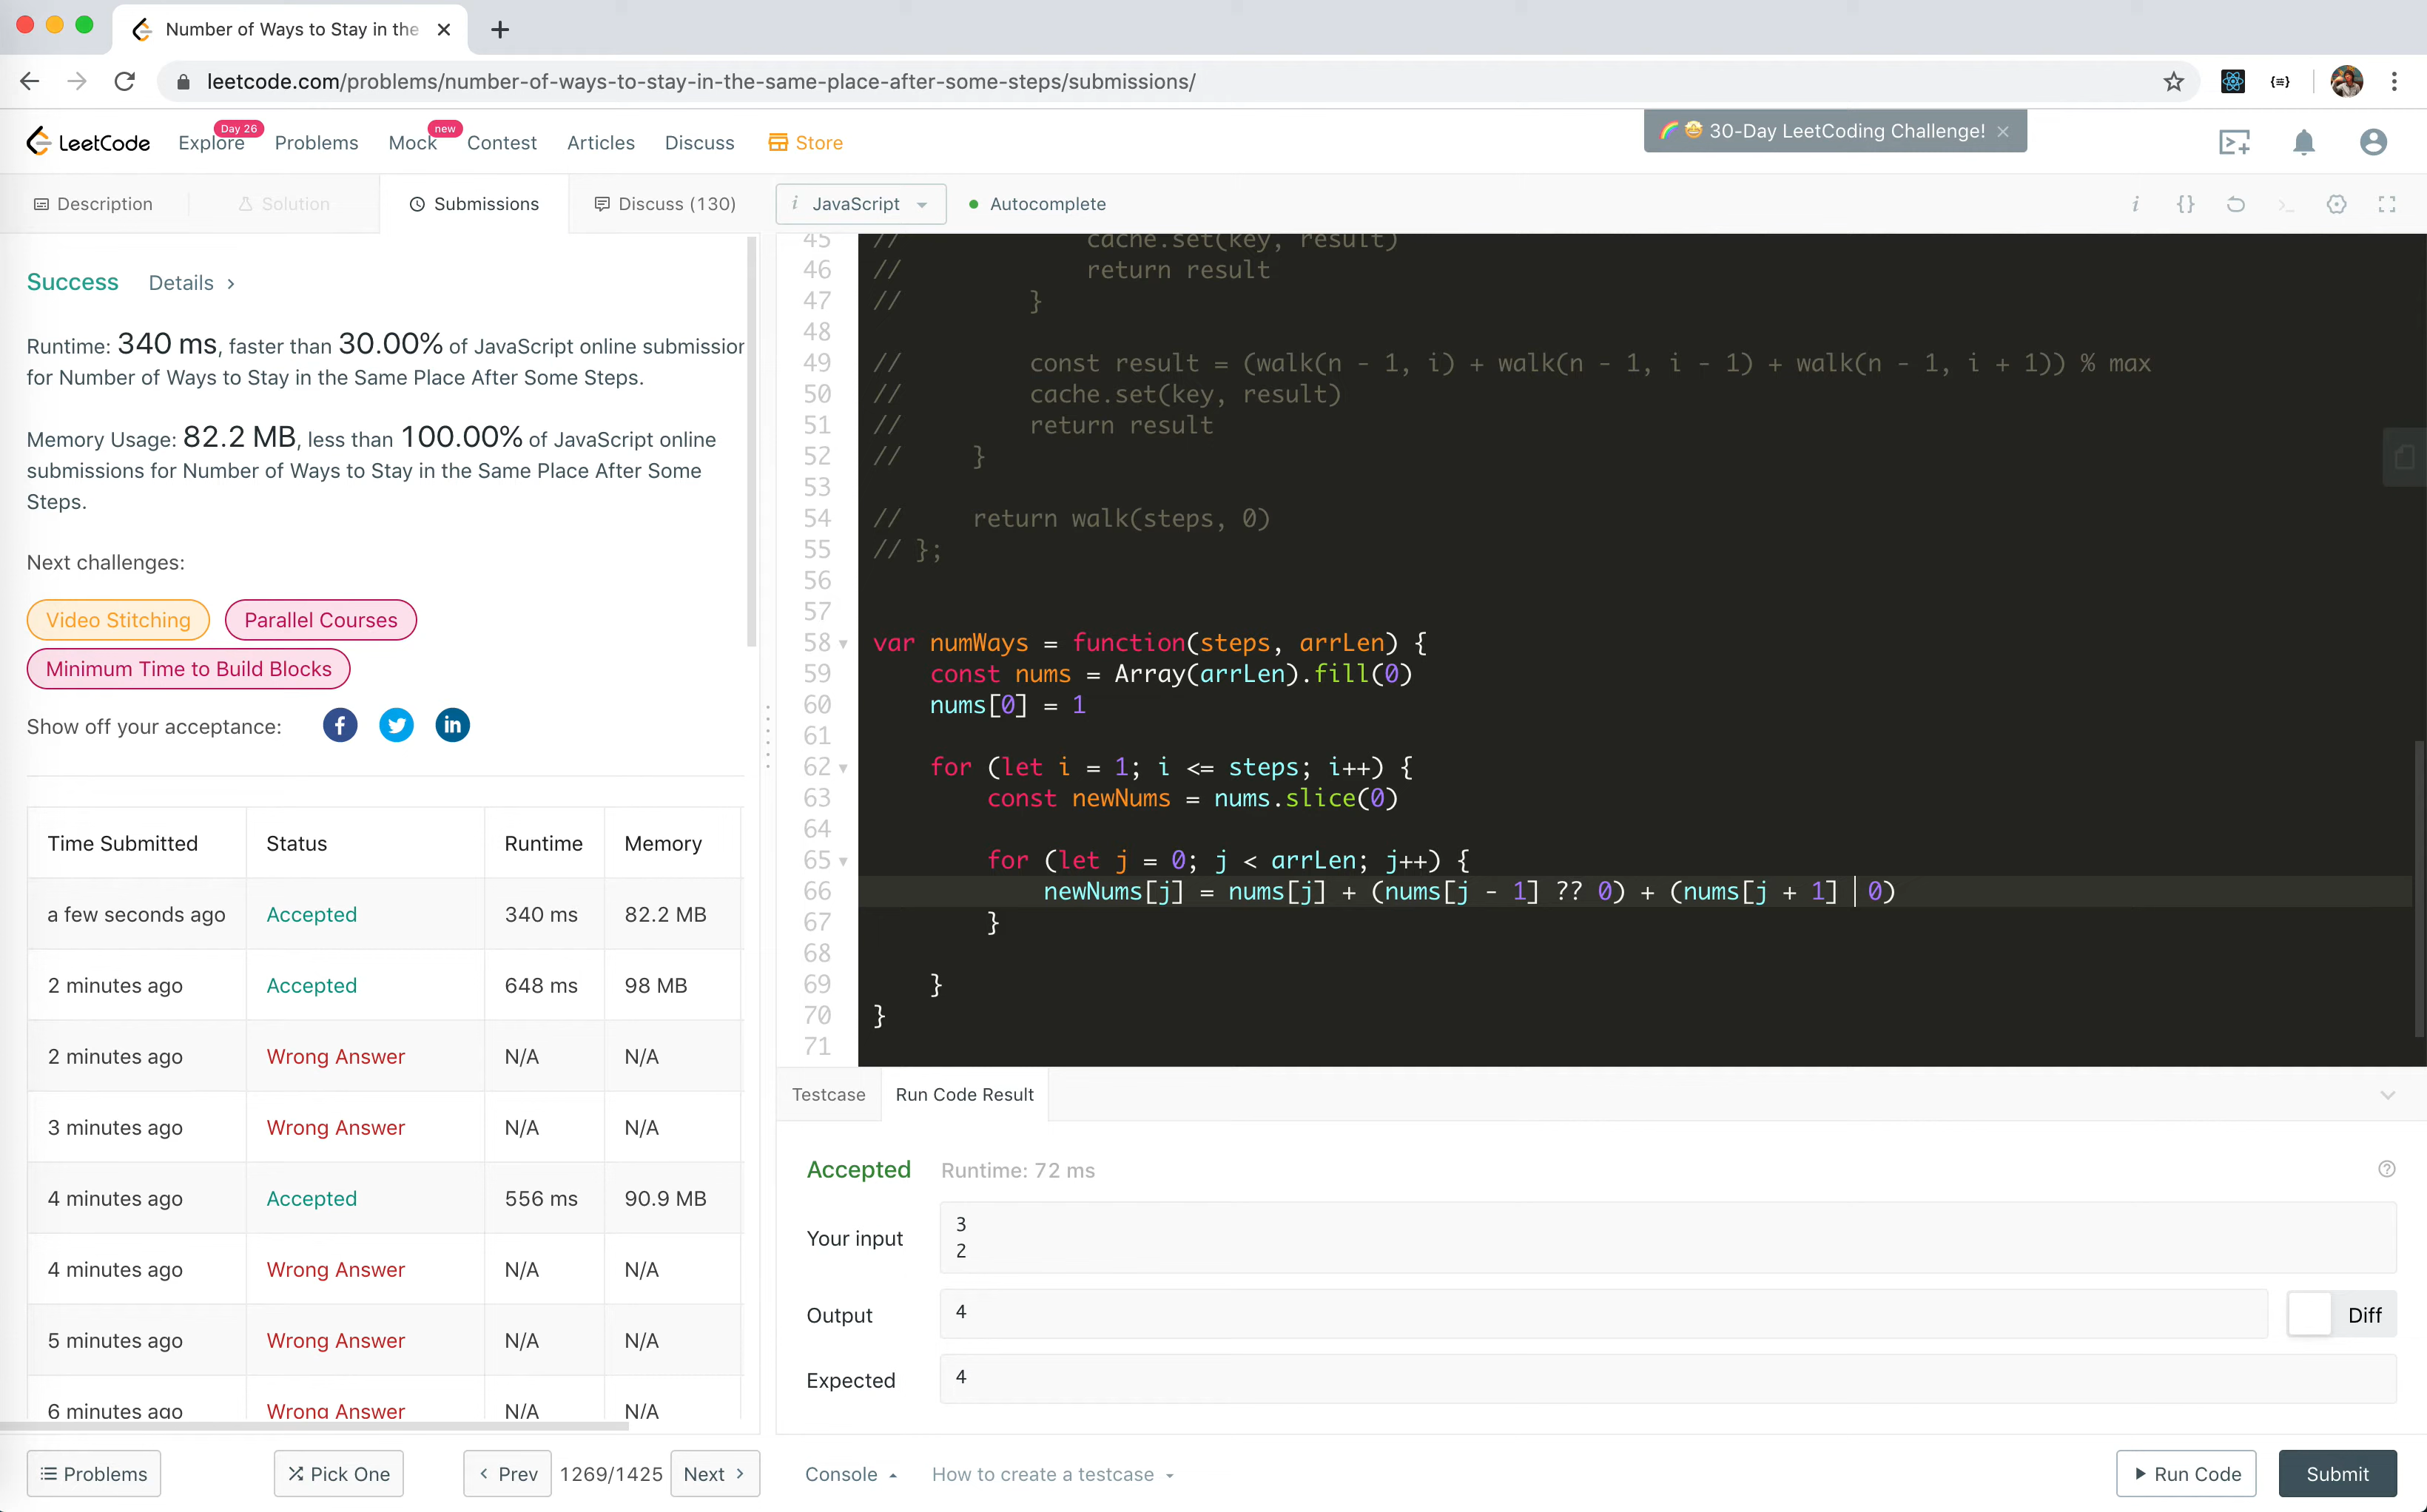 Number of Ways to Stay in the
leetcode.com/problems/number-of-ways-to-stay-in-the-same-place-after-some-steps/submissions/
LeetCode
Explore
Day 26
Problems
Mock
new
Contest
Articles
Discuss
Store
30-Day LeetCoding Challenge!
Description
Solution
Submissions
Discuss (130)
i JavaScript
Autocomplete
Success Details >
Runtime: 340 ms, faster than 30.00% of JavaScript online submission
for Number of Ways to Stay in the Same Place After Some Steps.
Memory Usage: 82.2 MB, less than 100.00% of JavaScript online
submissions for Number of Ways to Stay in the Same Place After Some
Steps.
Next challenges:
Video Stitching
Parallel Courses
Minimum Time to Build Blocks
Show off your acceptance:
Time Submitted Status Runtime Memory
a few seconds ago Accepted 340 ms 82.2 MB
2 minutes ago Accepted 648 ms 98 MB
2 minutes ago Wrong Answer N/A N/A
3 minutes ago Wrong Answer N/A N/A
4 minutes ago Accepted 556 ms 90.9 MB
4 minutes ago Wrong Answer N/A N/A
5 minutes ago Wrong Answer N/A N/A
6 minutes ago Wrong Answer N/A N/A
Problems
Pick One
< Prev
1269/1425
Next >
45 // cache.set(key, result)
46 // return result
47 // }
48
49 // const result = (walk(n - 1, i) + walk(n - 1, i - 1) + walk(n - 1, i + 1)) % max
50 // cache.set(key, result)
51 // return result
52 // }
53
54 // return walk(steps, 0)
55 // };
56
57
58 var numWays = function(steps, arrLen) {
59 const nums = Array(arrLen).fill(0)
60 nums[0] = 1
61
62 for (let i = 1; i <= steps; i++) {
63 const newNums = nums.slice(0)
64
65 for (let j = 0; j < arrLen; j++) {
66 newNums[j] = nums[j] + (nums[j - 1] ?? 0) + (nums[j + 1] 0)
67 }
68
69 }
70 }
71
Testcase
Run Code Result
Accepted Runtime: 72 ms
Your input
3
2
Output
4
Diff
Expected
4
Console
How to create a testcase
Run Code
Submit